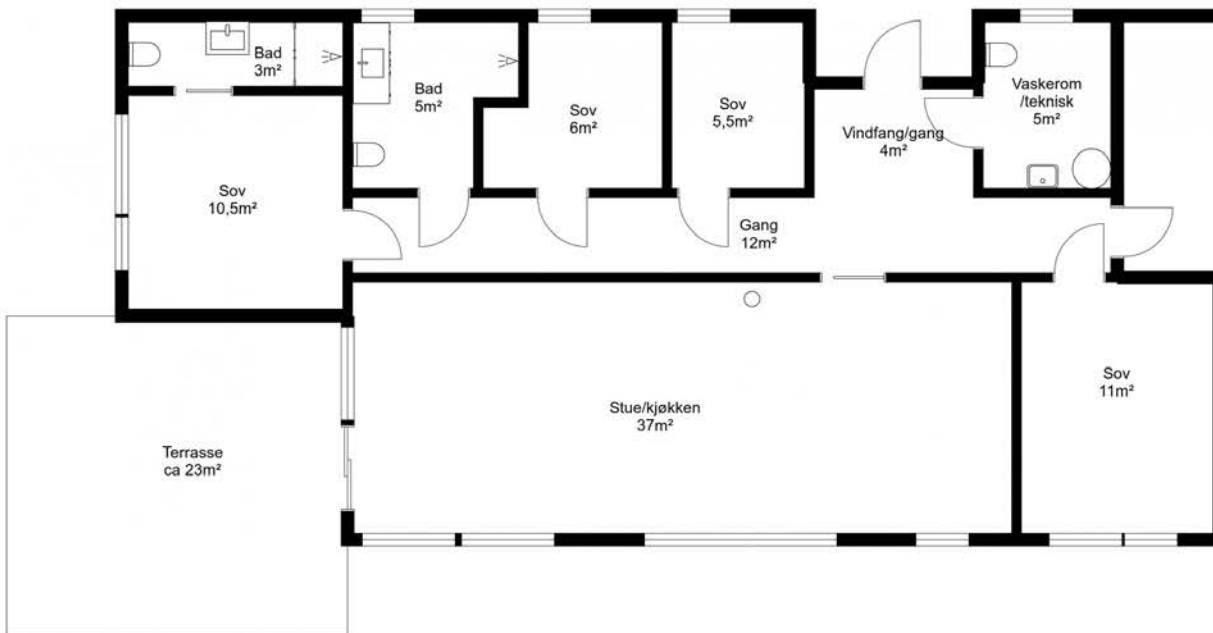 Bad
3m²
Bad
5m²
Sov
6m²
Sov
5,5m²
Vindfang/gang
4m²
Vaskerom
/teknisk
5m²
Sov
10,5m²
Gang
12m²
Stue/kjøkken
37m²
Sov
11m²
Terrasse
ca 23m²